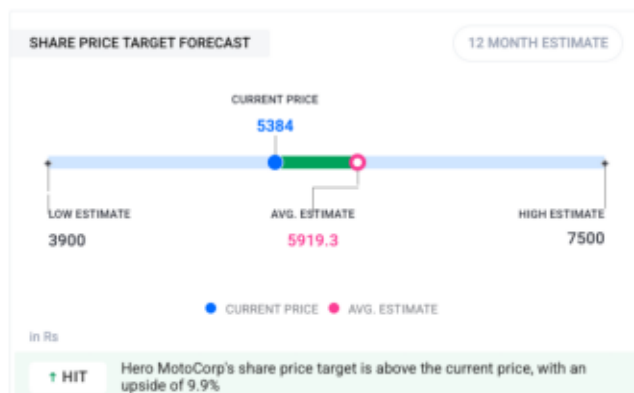 SHARE PRICE TARGET FORECAST
12 MONTH ESTIMATE
CURRENT PRICE
5384
LOW ESTIMATE
AVG. ESTIMATE
HIGH ESTIMATE
3900
5919.3
7500
CURRENT PRICE
AVG. ESTIMATE
in Rs
↑ HIT
Hero MotoCorp's share price target is above the current price, with an
upside of 9.9%